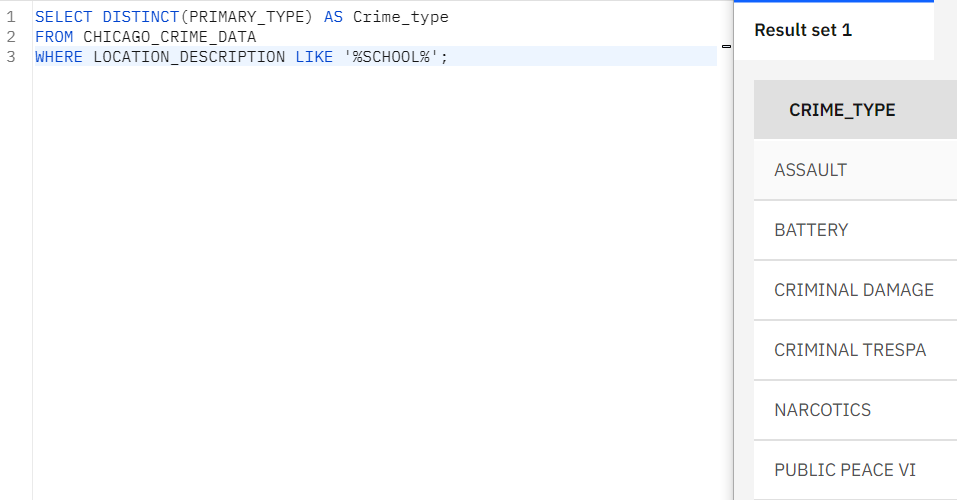 1 SELECT DISTINCT(PRIMARY_TYPE) AS Crime_type
2 FROM CHICAGO_CRIME_DATA
3 WHERE LOCATION_DESCRIPTION LIKE '%SCHOOL%';
Result set 1
CRIME_TYPE
ASSAULT
BATTERY
CRIMINAL DAMAGE
CRIMINAL TRESPA
NARCOTICS
PUBLIC PEACE VI